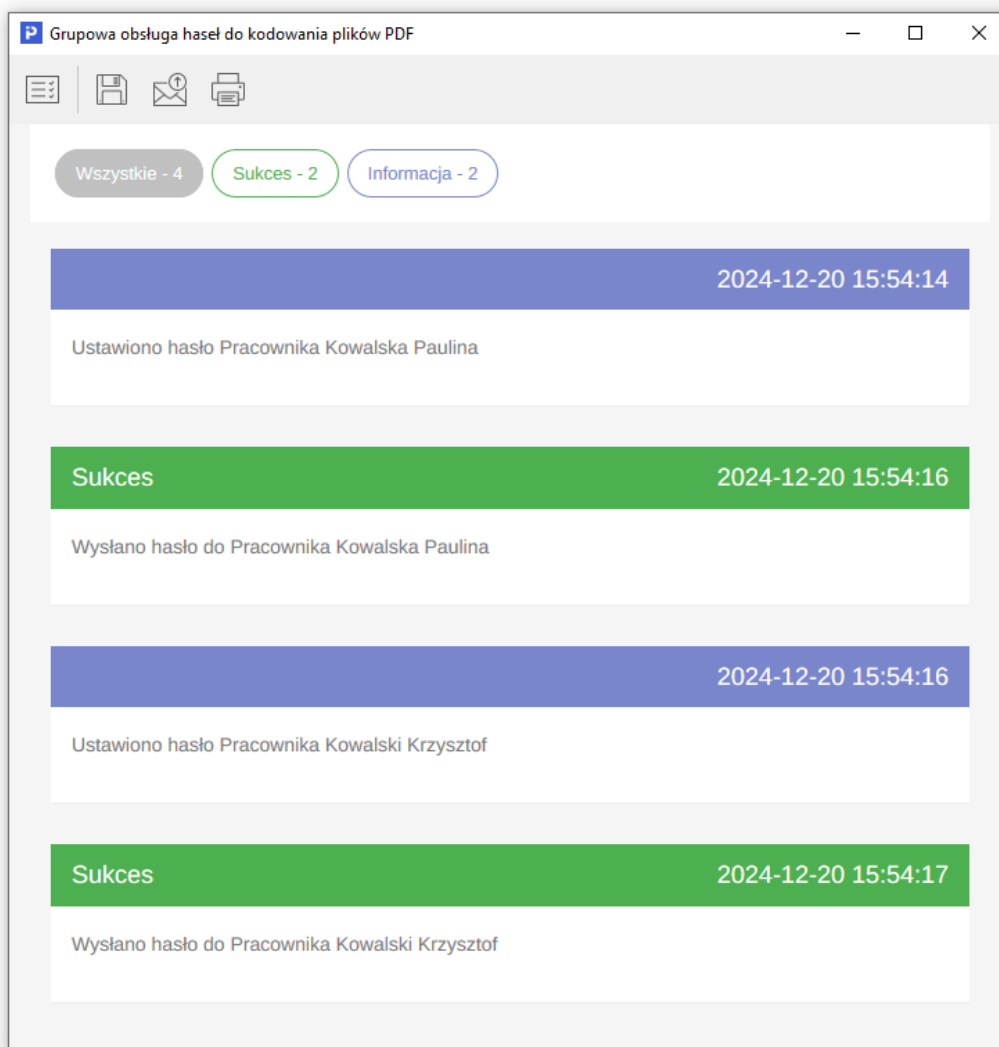 Grupowa obsługa haseł do kodowania plików PDF
Wszystkie - 4 Sukces - 2 Informacja - 2
2024-12-20 15:54:14
Ustawiono hasło Pracownika Kowalska Paulina
Sukces 2024-12-20 15:54:16
Wysłano hasło do Pracownika Kowalska Paulina
2024-12-20 15:54:16
Ustawiono hasło Pracownika Kowalski Krzysztof
Sukces 2024-12-20 15:54:17
Wysłano hasło do Pracownika Kowalski Krzysztof